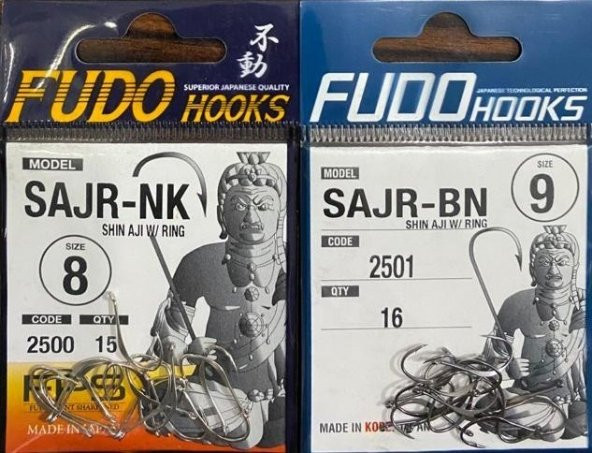 不動
FUDO HOOKS
SUPERIOR JAPANESE QUALITY
MODEL
SAJR-NK
SHIN AJI W/ RING
SIZE
8
CODE
QTY
2500
15
MADE IN
FUDO HOOKS
JAPANESE TECHNOLOGICAL PERFECTION
MODEL
SAJR-BN
SHIN AJI W/ RING
SIZE
9
CODE
2501
QTY
16
MADE IN